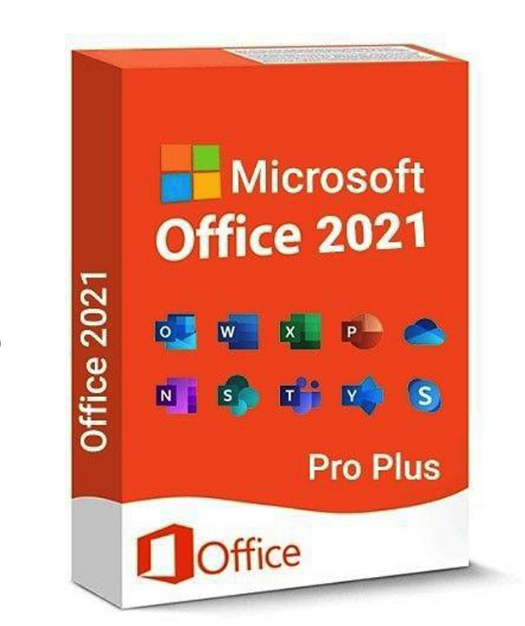 Microsoft
Office 2021
O W X P
N S T Y S
Pro Plus
Office
Office 2021